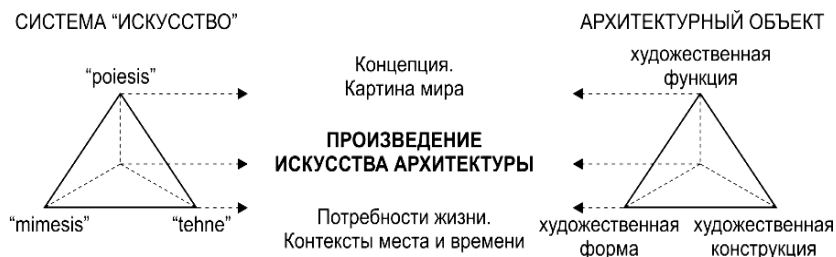 СИСТЕМА “ИСКУССТВО”
АРХИТЕКТУРНЫЙ ОБЪЕКТ
“poiesis”
Концепция.
Картина мира
художественная
функция
ПРОИЗВЕДЕНИЕ
ИСКУССТВА АРХИТЕКТУРЫ
“mimesis”
“tehne”
Потребности жизни.
Контексты места и времени
художественная
форма
художественная
конструкция